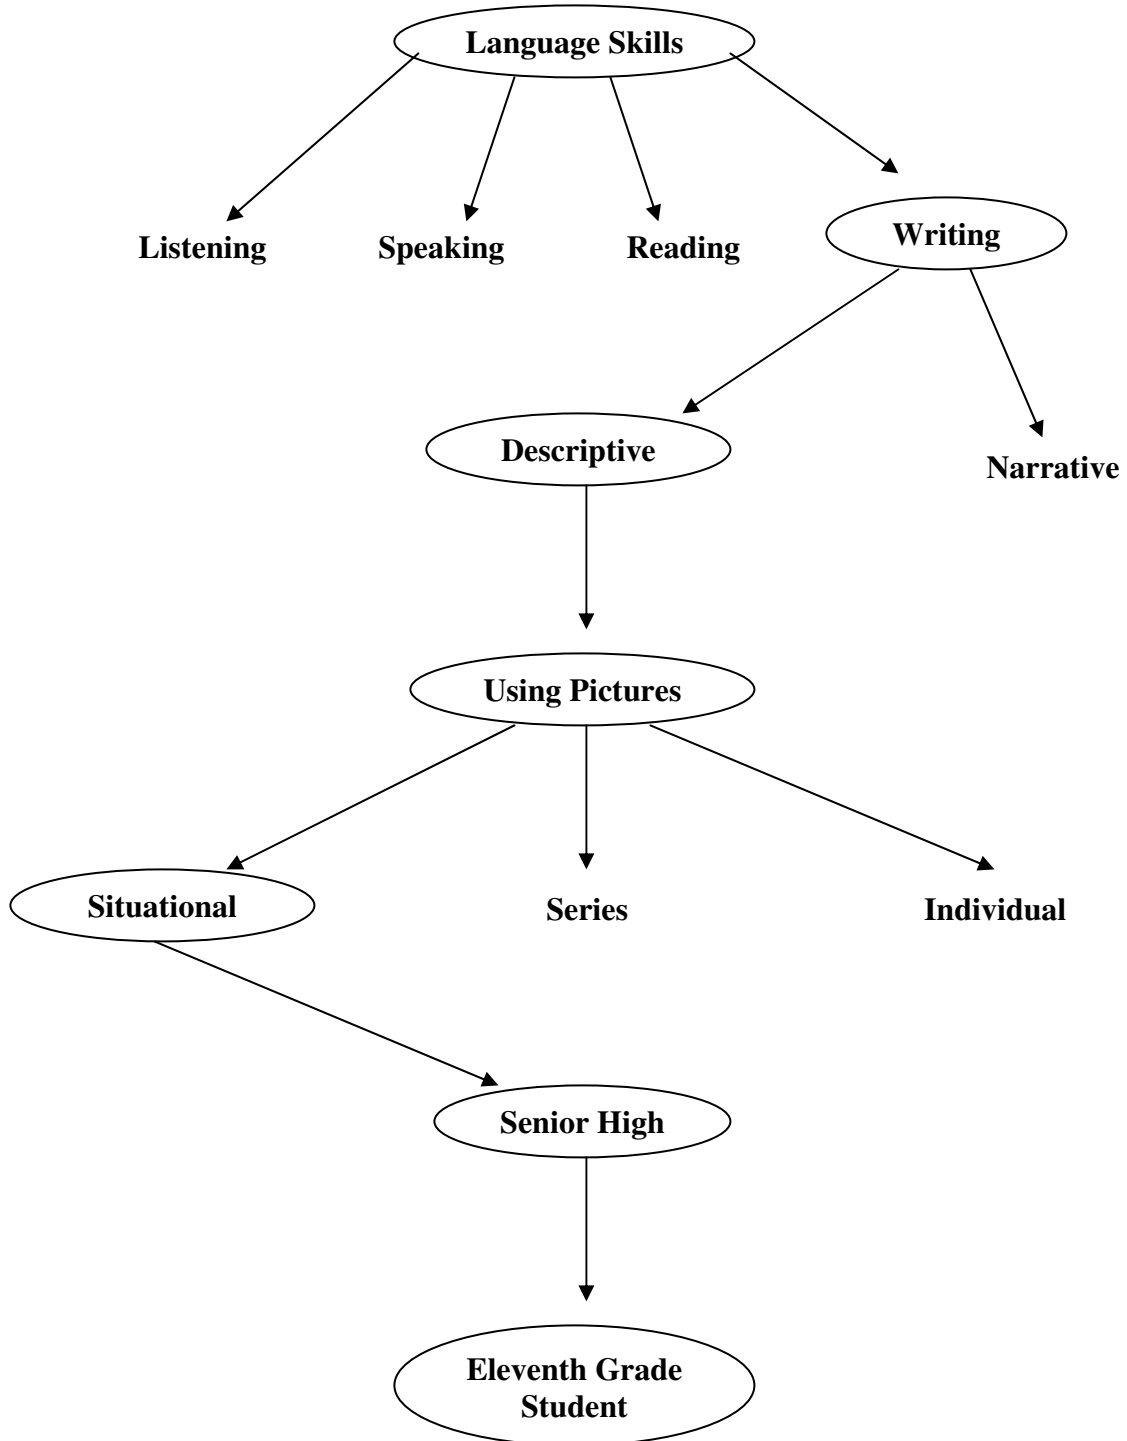 Language Skills
Listening
Speaking
Reading
Writing
Descriptive
Narrative
Using Pictures
Situational
Series
Individual
Senior High
Eleventh Grade
Student